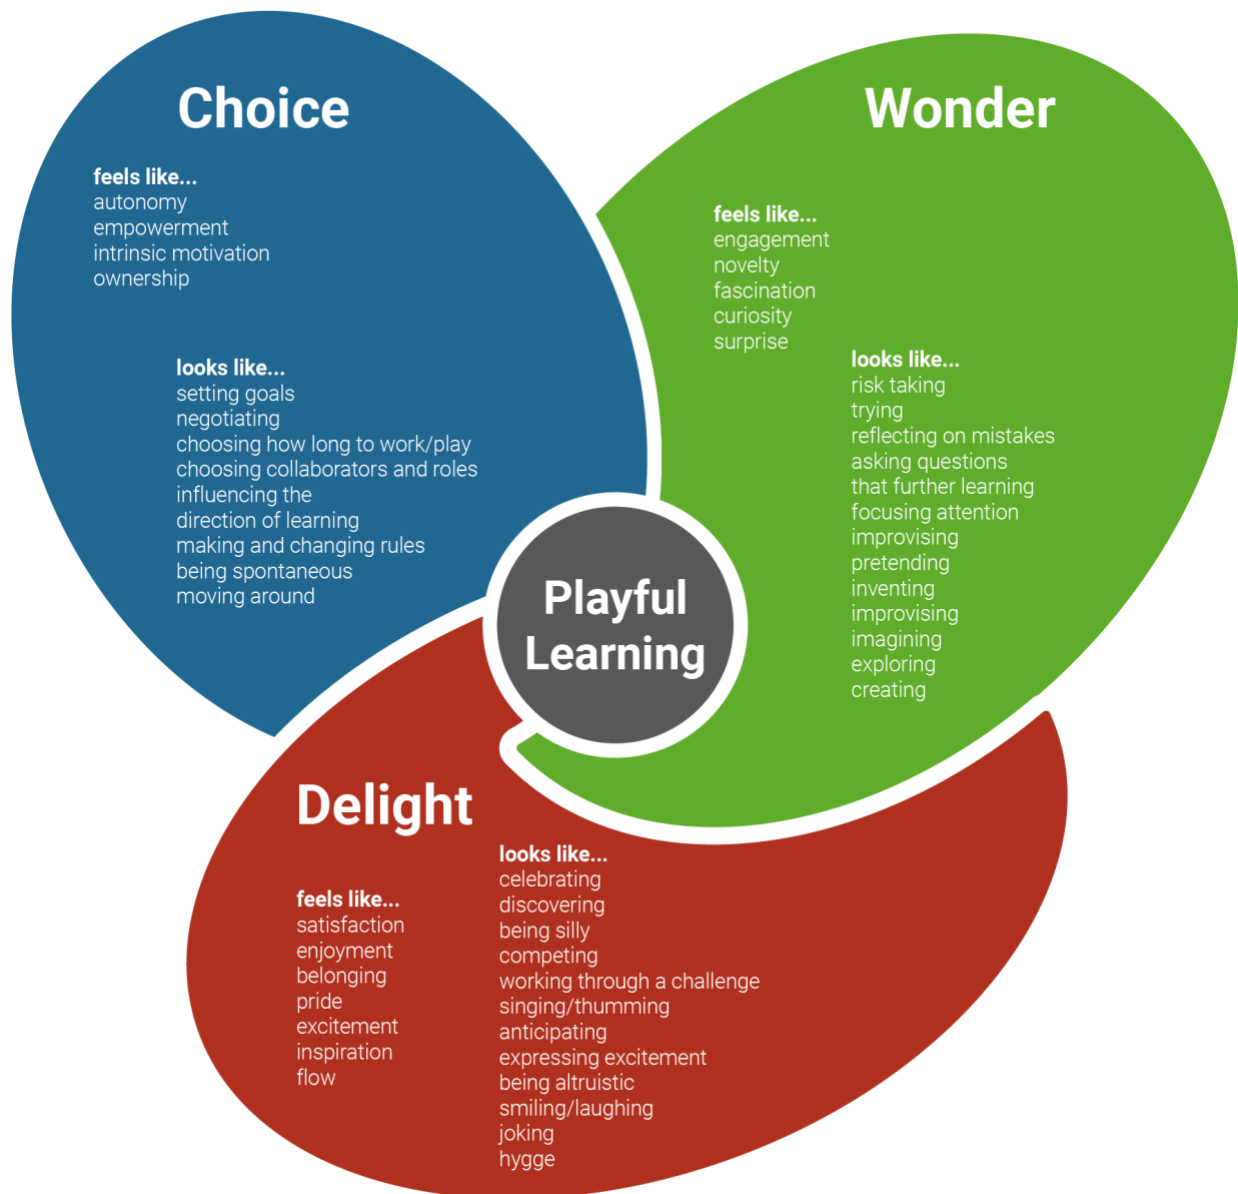 Choice
feels like...
autonomy
empowerment
intrinsic motivation
ownership
looks like...
setting goals
negotiating
choosing how long to work/play
choosing collaborators and roles
influencing the
direction of learning
making and changing rules
being spontaneous
moving around
Wonder
feels like...
engagement
novelty
fascination
curiosity
surprise
looks like...
risk taking
trying
reflecting on mistakes
asking questions
that further learning
focusing attention
improvising
pretending
inventing
improvising
imagining
exploring
creating
Playful
Learning
Delight
feels like...
satisfaction
enjoyment
belonging
pride
excitement
inspiration
flow
looks like...
celebrating
discovering
being silly
competing
working through a challenge
singing/thumming
anticipating
expressing excitement
being altruistic
smiling/laughing
joking
hygge